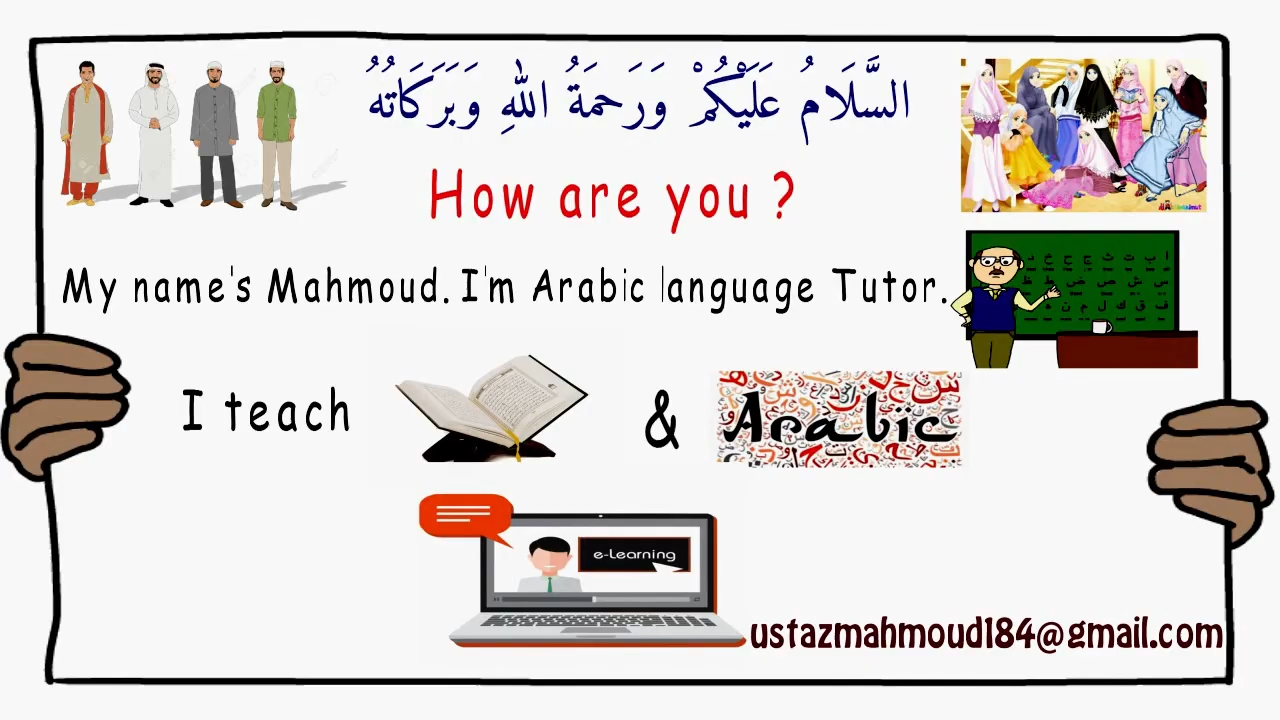 السَّلَامُ عَلَيْكُمْ وَرَحمَةُ اللهِ وَبَرَكَاتُهُ
How are you ?
My name's Mahmoud. I'm Arabic language Tutor.
ا ب ت ث ج ح خ د
س ش ص ض ط ظ
ف ق ك ل م ن ه
I teach
&
Arabic
e-Learning
ustazmahmoud184@gmail.com